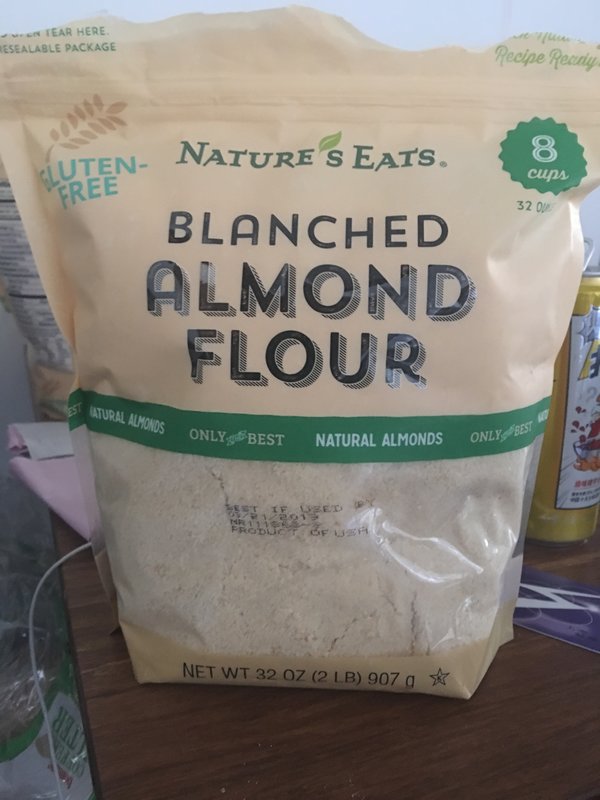 TEAR HERE.
RESEALABLE PACKAGE
Recipe Ready
GLUTEN-
FREE
NATURE'S EATS®
8
cups
32
BLANCHED
ALMOND
FLOUR
NATURAL ALMONDS ONLY BEST NATURAL ALMONDS ONLY BEST
BEST IF USED BY
PRODUCT OF USA
NET WT 32 OZ (2 LB) 907 g